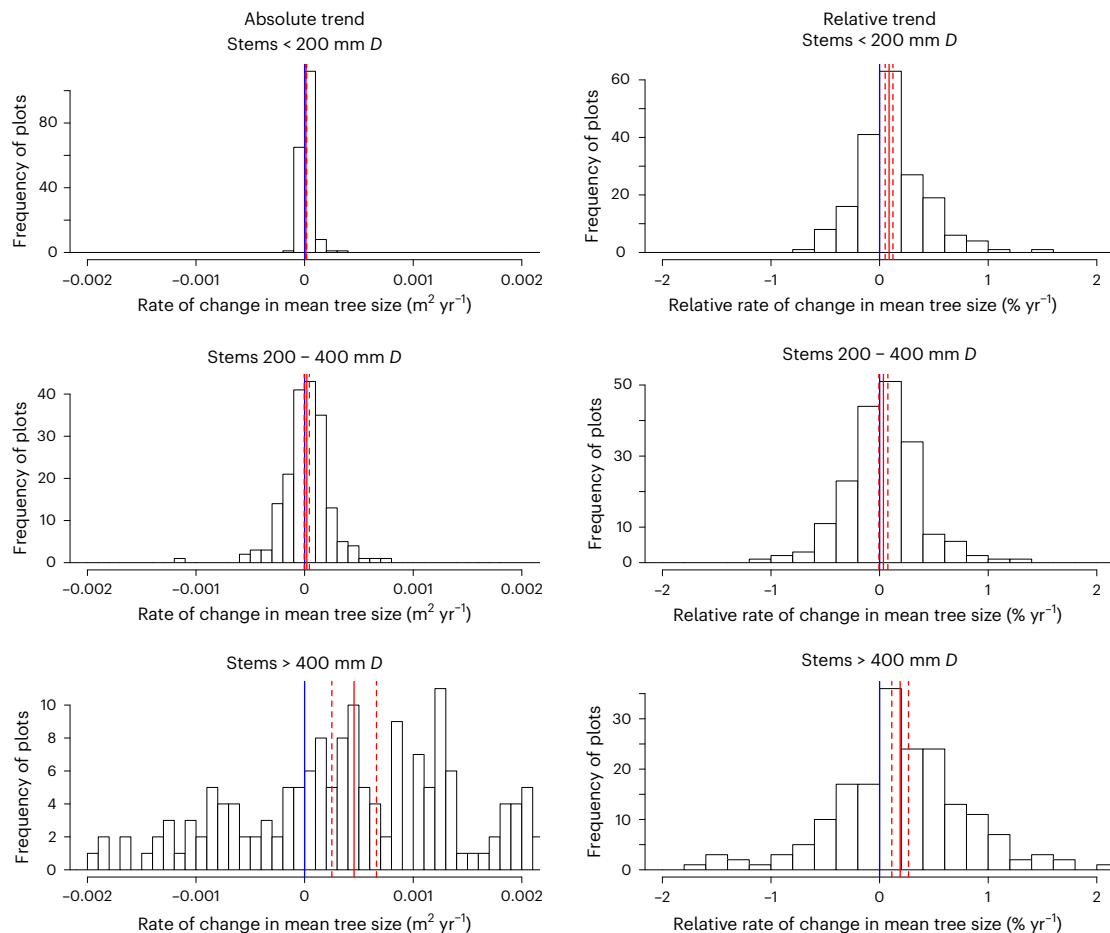 Absolute trend
Stems < 200 mm D
Frequency of plots
80
40
0
−0.002 −0.001 0 0.001 0.002
Rate of change in mean tree size (m² yr⁻¹)
Relative trend
Stems < 200 mm D
Frequency of plots
60
40
20
0
−2 −1 0 1 2
Relative rate of change in mean tree size (% yr⁻¹)
Stems 200 – 400 mm D
Frequency of plots
40
30
20
10
0
−0.002 −0.001 0 0.001 0.002
Rate of change in mean tree size (m² yr⁻¹)
Stems 200 – 400 mm D
Frequency of plots
50
30
10
0
−2 −1 0 1 2
Relative rate of change in mean tree size (% yr⁻¹)
Stems > 400 mm D
Frequency of plots
10
8
6
4
2
0
−0.002 −0.001 0 0.001 0.002
Rate of change in mean tree size (m² yr⁻¹)
Stems > 400 mm D
Frequency of plots
30
20
10
0
−2 −1 0 1 2
Relative rate of change in mean tree size (% yr⁻¹)